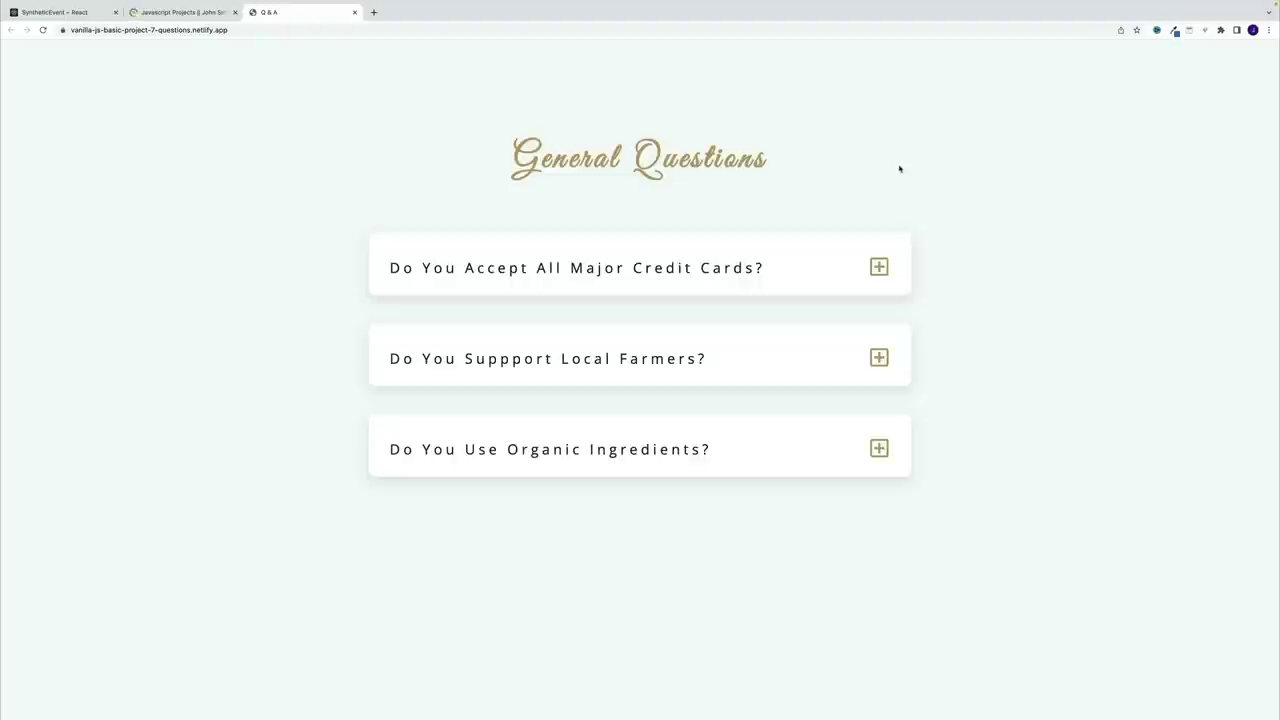 SyntheticEvent – React
Javascript Projects || John Sm
Q & A
vanilla-js-basic-project-7-questions.netlify.app
J
General Questions
Do You Accept All Major Credit Cards?
Do You Suppport Local Farmers?
Do You Use Organic Ingredients?